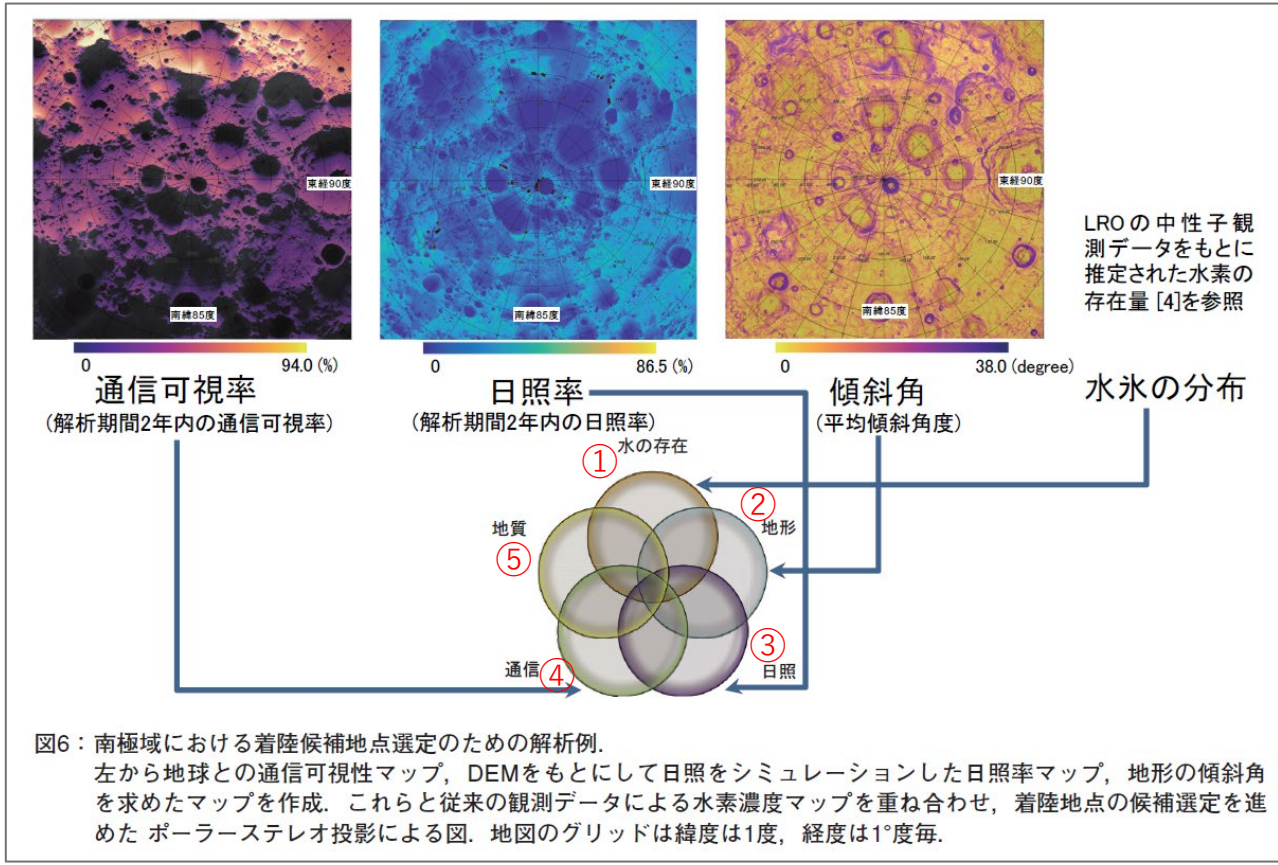 東経90度
東経90度
東経90度
南緯85度
南緯85度
南緯85度
LROの中性子観
測データをもとに
推定された水素の
存在量 [4]を参照
0 94.0 (%)
0 86.5 (%)
0 38.0 (degree)
通信可視率
(解析期間2年内の通信可視率)
日照率
(解析期間2年内の日照率)
傾斜角
(平均傾斜角度)
水氷の分布
① 水の存在
② 地形
③ 日照
④ 通信
⑤ 地質
図6：南極域における着陸候補地点選定のための解析例．
左から地球との通信可視性マップ，DEMをもとにして日照をシミュレーションした日照率マップ，地形の傾斜角
を求めたマップを作成．これらと従来の観測データによる水素濃度マップを重ね合わせ，着陸地点の候補選定を進
めた ポーラーステレオ投影による図．地図のグリッドは緯度は1度，経度は1°度毎．